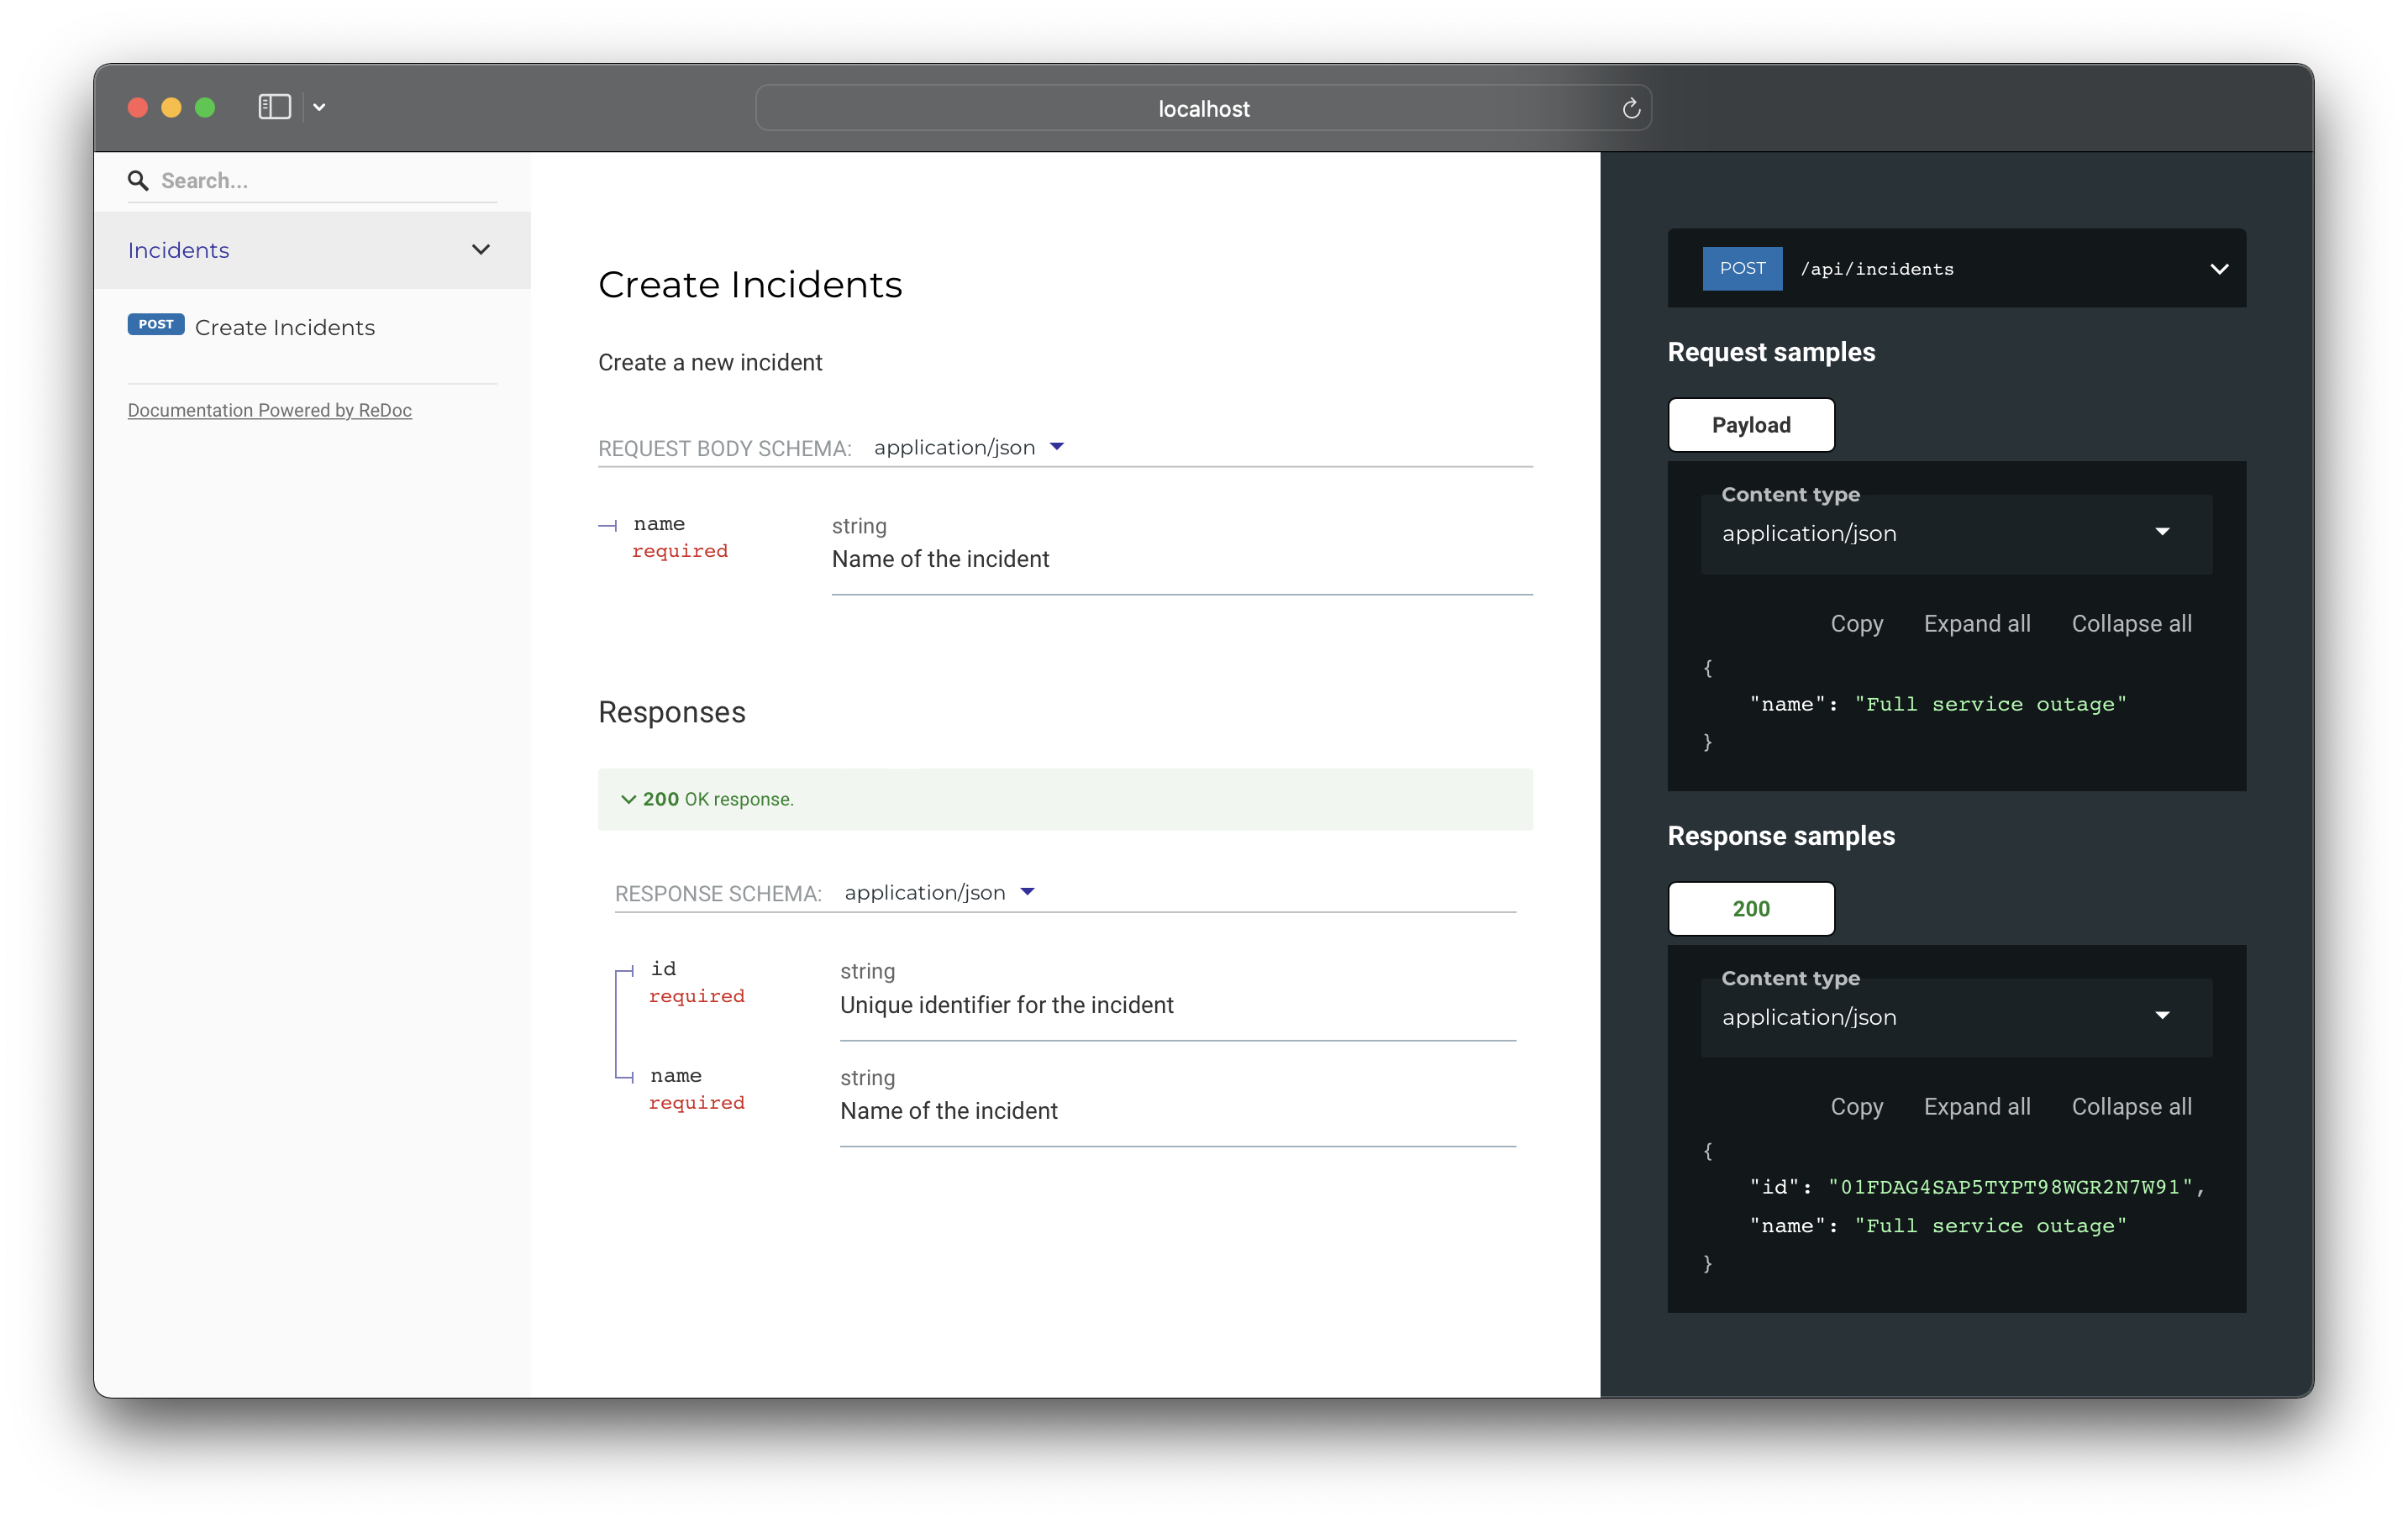 localhost
Search...
Incidents
POST Create Incidents
Documentation Powered by ReDoc
Create Incidents
Create a new incident
REQUEST BODY SCHEMA: application/json
name
required
string
Name of the incident
Responses
200 OK response.
RESPONSE SCHEMA: application/json
id
required
string
Unique identifier for the incident
name
required
string
Name of the incident
POST /api/incidents
Request samples
Payload
Content type
application/json
Copy Expand all Collapse all
{
"name": "Full service outage"
}
Response samples
200
Content type
application/json
Copy Expand all Collapse all
{
"id": "01FDAG4SAP5TYPT98WGR2N7W91",
"name": "Full service outage"
}